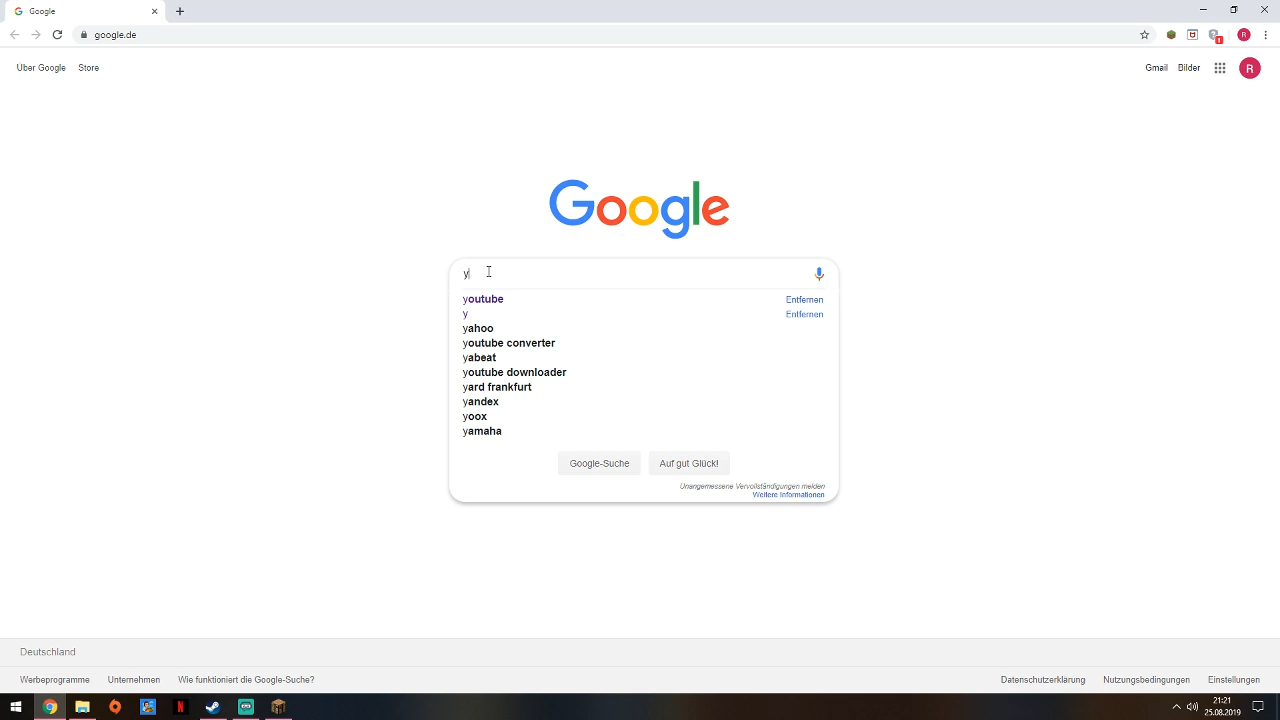 Google
google.de
1
R
Über Google Store
Gmail Bilder
R
Google
y
youtube Entfernen
y Entfernen
yahoo
youtube converter
yabeat
youtube downloader
yard frankfurt
yandex
yoox
yamaha
Google-Suche Auf gut Glück!
Unangemessene Vervollständigungen melden
Weitere Informationen
Deutschland
Werbeprogramme Unternehmen Wie funktioniert die Google-Suche? Datenschutzerklärung Nutzungsbedingungen Einstellungen
N
21:21
25.08.2019